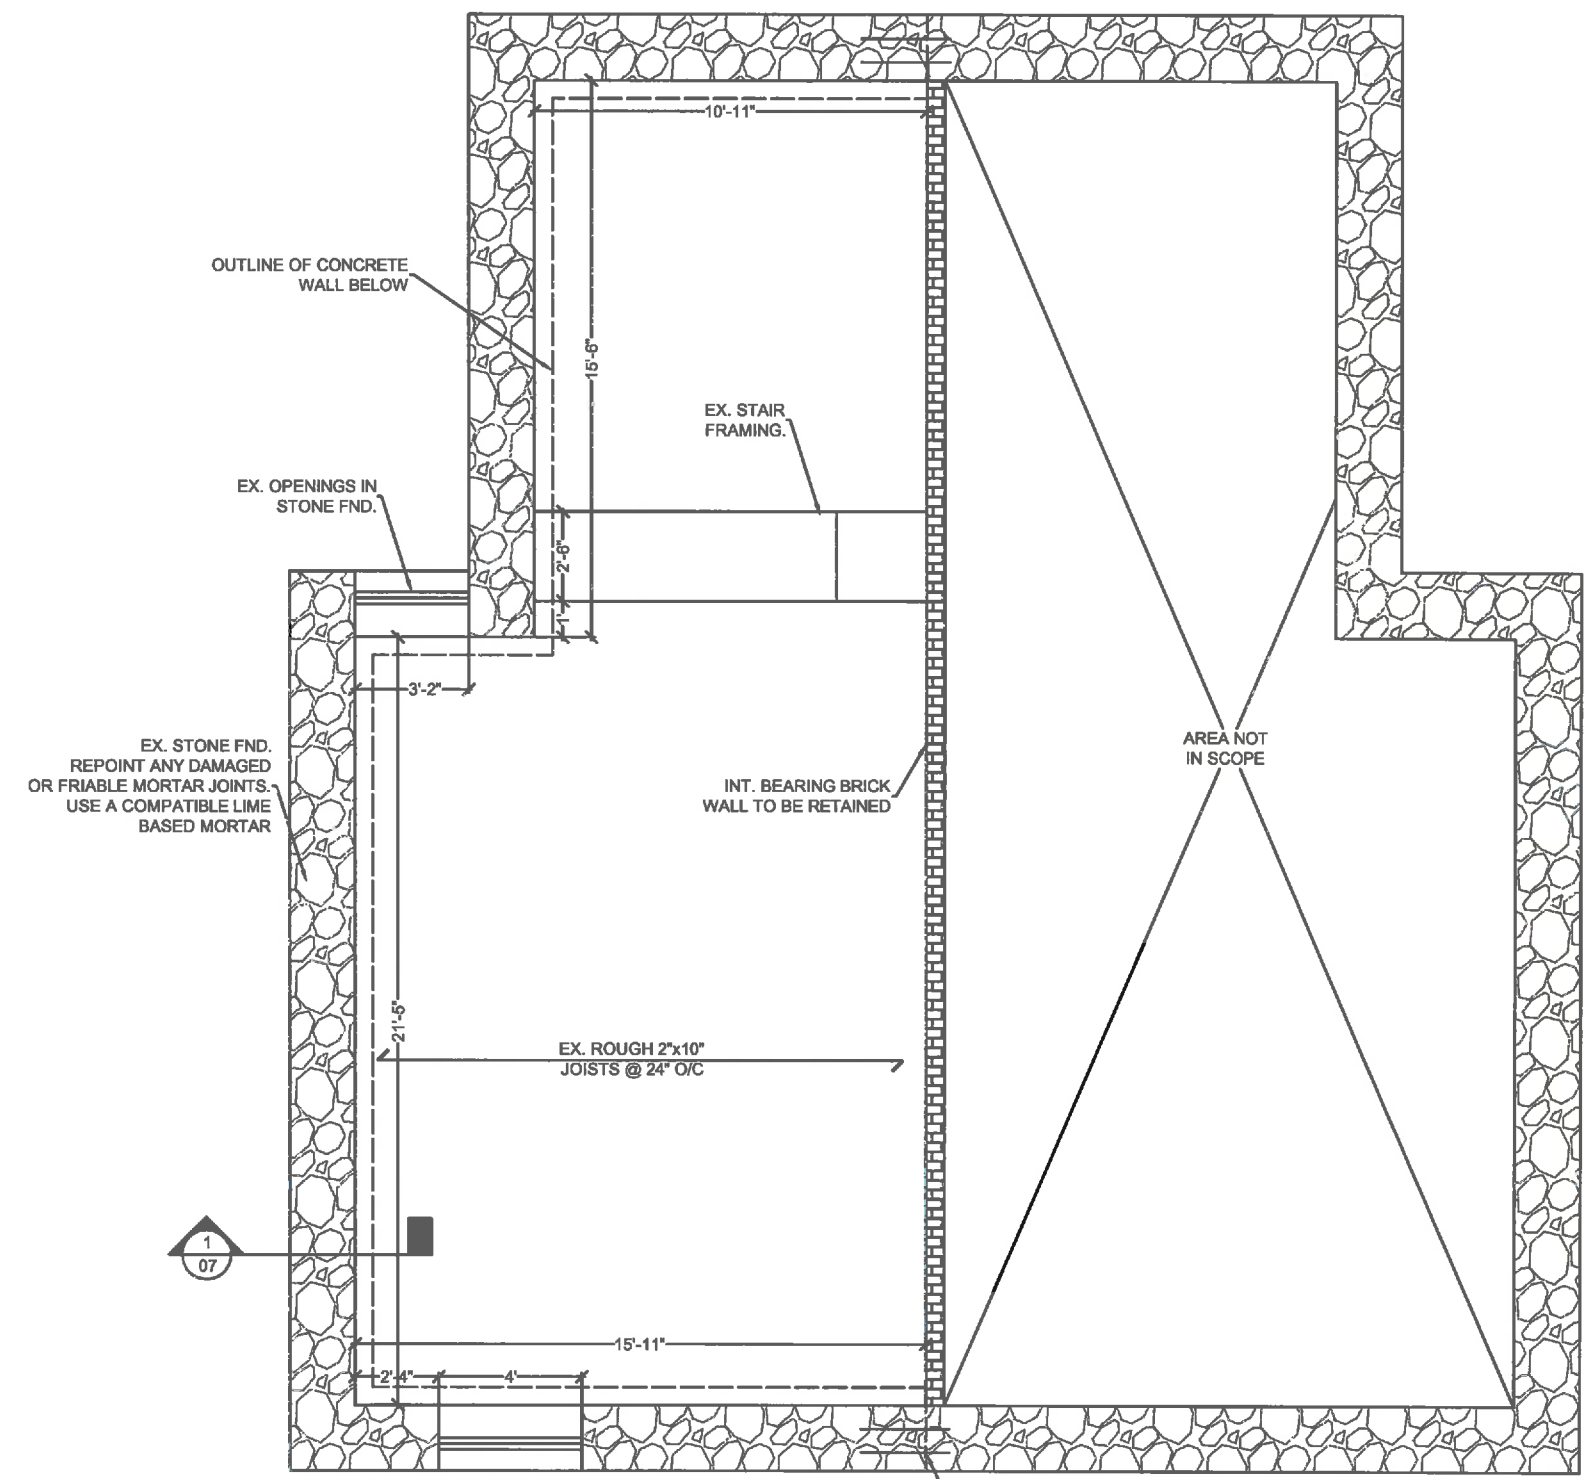 10'-11"
OUTLINE OF CONCRETE
WALL BELOW
15'-6"
EX. STAIR
FRAMING.
EX. OPENINGS IN
STONE FND.
2'-6"
1'
3'-2"
AREA NOT
IN SCOPE
EX. STONE FND.
REPOINT ANY DAMAGED
OR FRIABLE MORTAR JOINTS.
USE A COMPATIBLE LIME
BASED MORTAR
INT. BEARING BRICK
WALL TO BE RETAINED
21'-5"
EX. ROUGH 2"x10"
JOISTS @ 24" O/C
1
07
15'-11"
2'-4"
4'